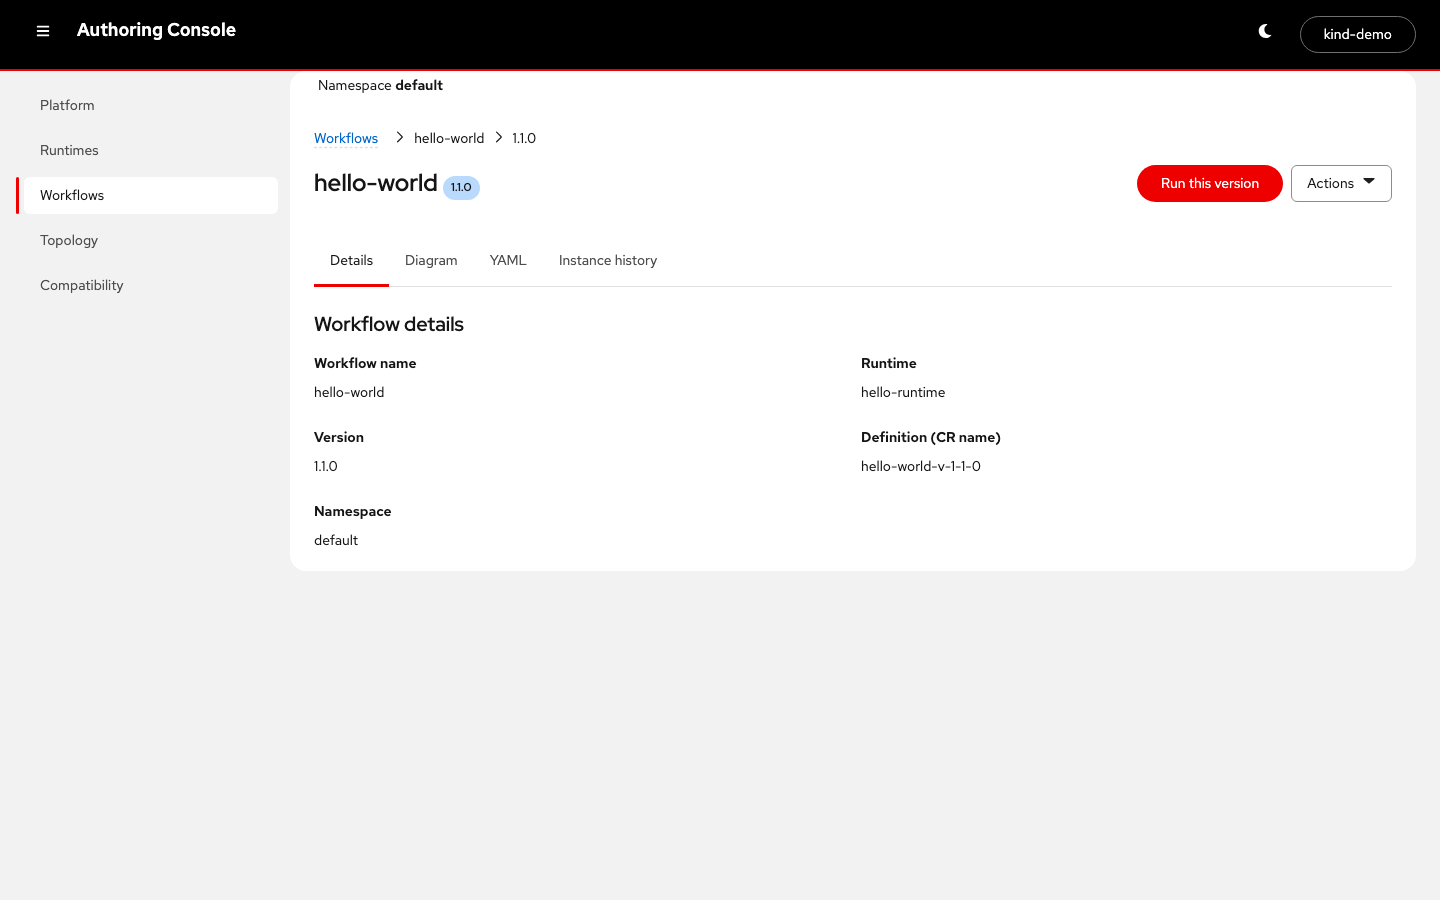 Authoring Console
kind-demo
Platform
Runtimes
Workflows
Topology
Compatibility
Namespace default
Workflows > hello-world > 1.1.0
hello-world 1.1.0
Run this version
Actions
Details
Diagram
YAML
Instance history
Workflow details
Workflow name
hello-world
Runtime
hello-runtime
Version
1.1.0
Definition (CR name)
hello-world-v-1-1-0
Namespace
default